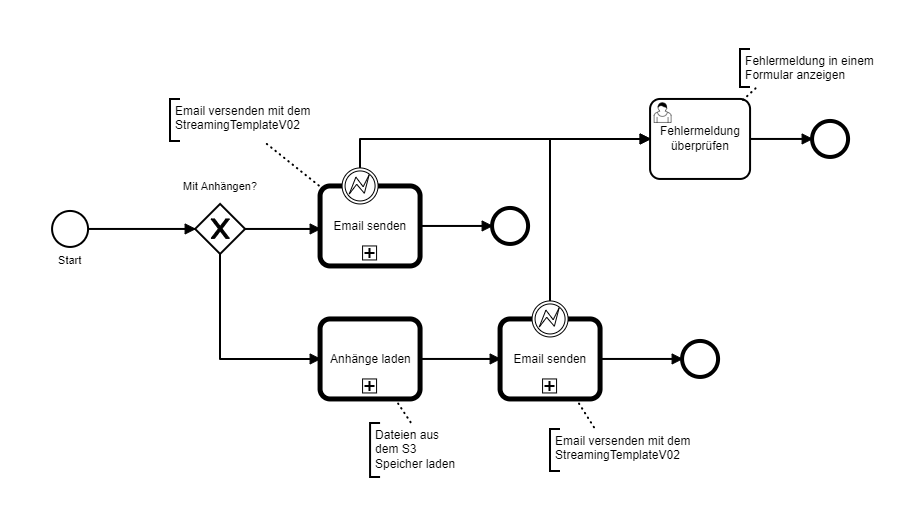 Fehlermeldung in einem
Formular anzeigen
Email versenden mit dem
StreamingTemplateV02
Fehlermeldung
überprüfen
Mit Anhängen?
Email senden
Start
Anhänge laden
Email senden
Dateien aus
dem S3
Speicher laden
Email versenden mit dem
StreamingTemplateV02